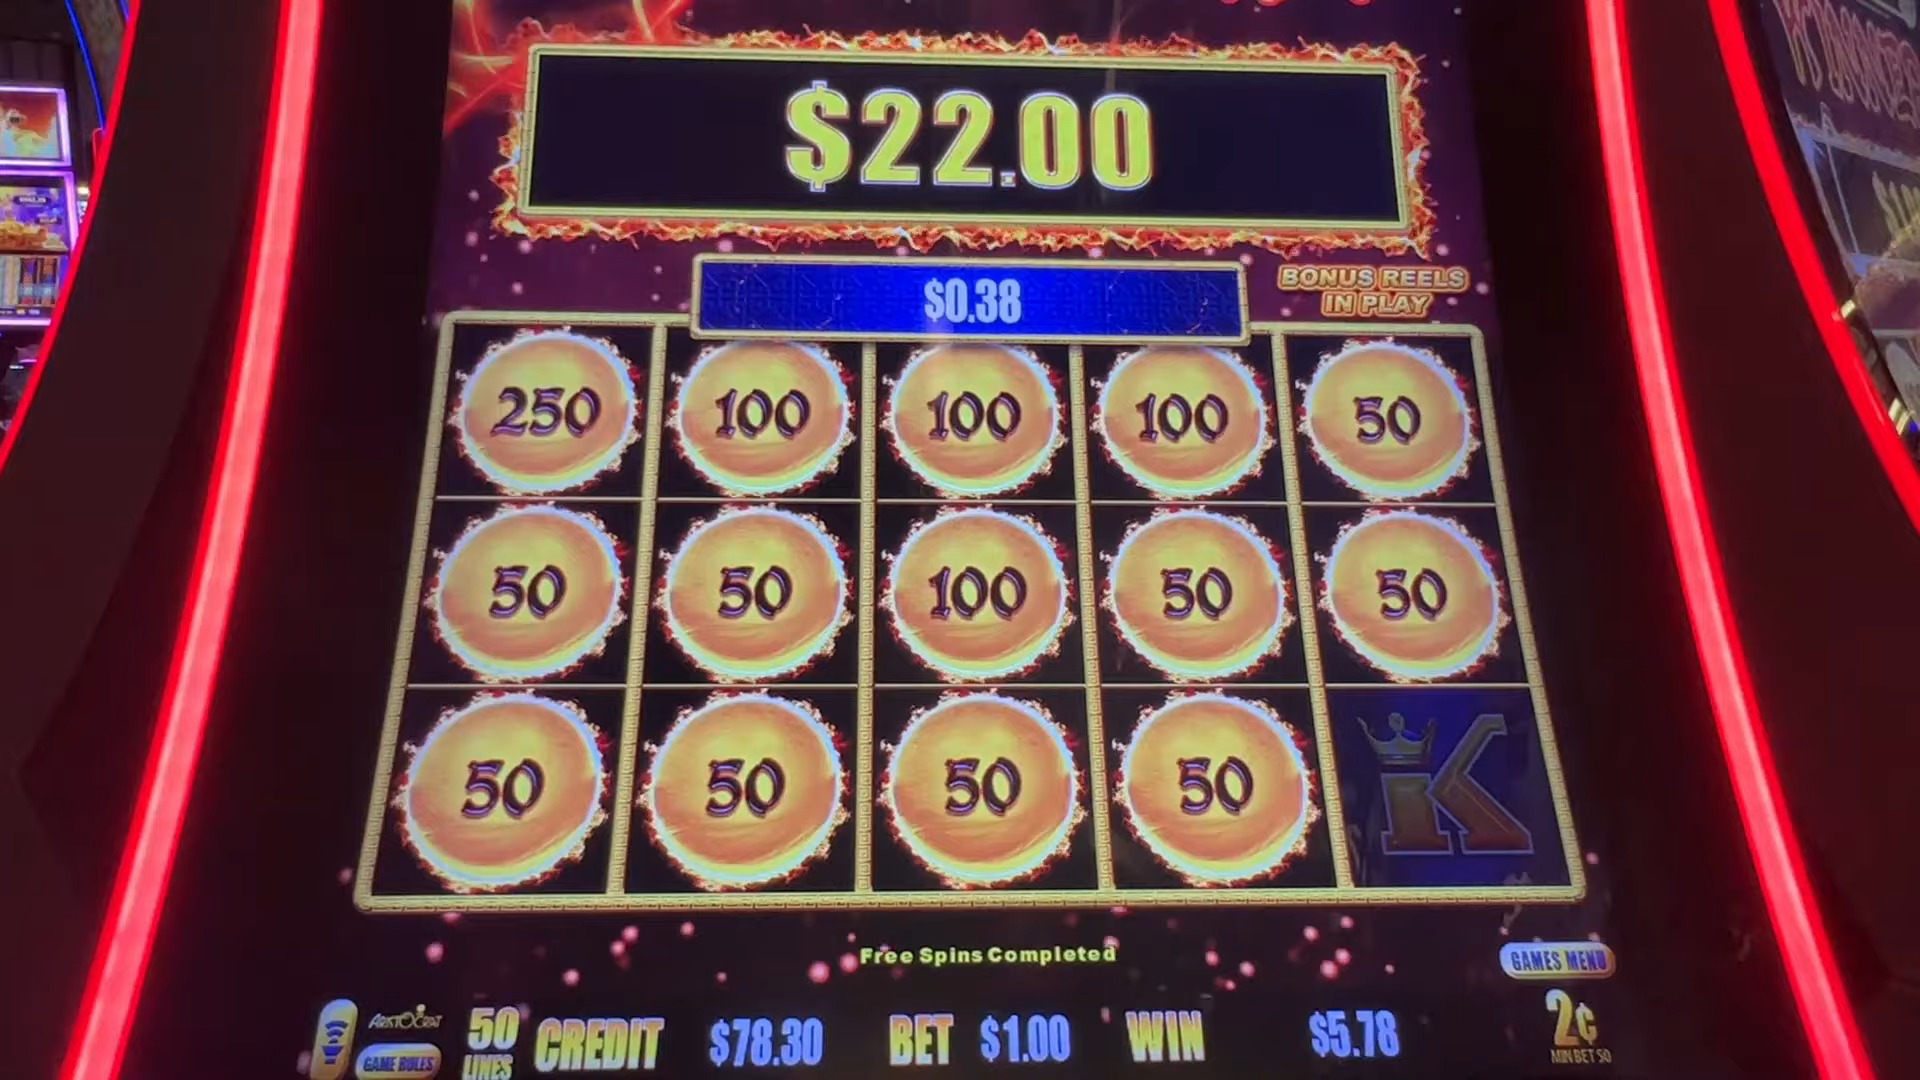 $22.00
$0.38
BONUS REELS
IN PLAY
250 100 100 100 50
50 50 100 50 50
50 50 50 50 K
Free Spins Completed
GAMES MENU
ARISTOCRAT
GAME RULES
50
LINES
CREDIT $78.30 BET $1.00 WIN $5.78
2¢
MIN BET 50